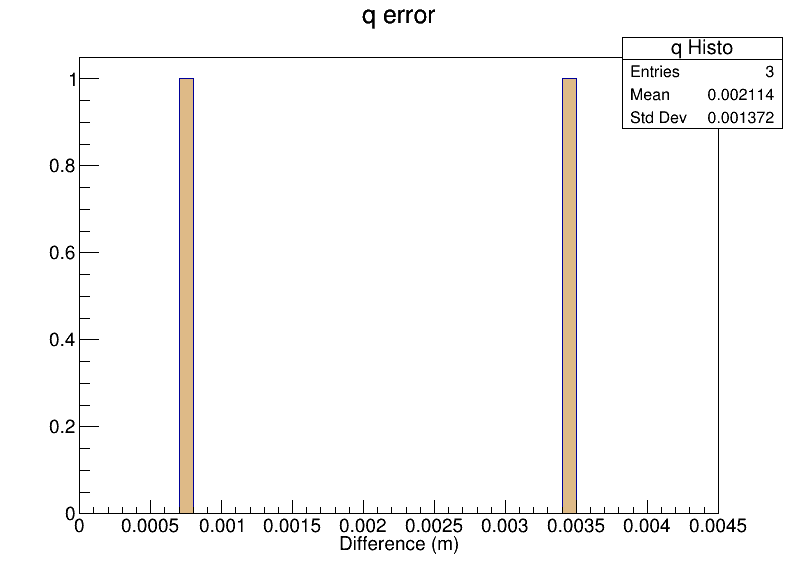 q error
q Histo
Entries 3
Mean 0.002114
Std Dev 0.001372
1
0.8
0.6
0.4
0.2
0
0 0.0005 0.001 0.0015 0.002 0.0025 0.003 0.0035 0.004 0.0045
Difference (m)